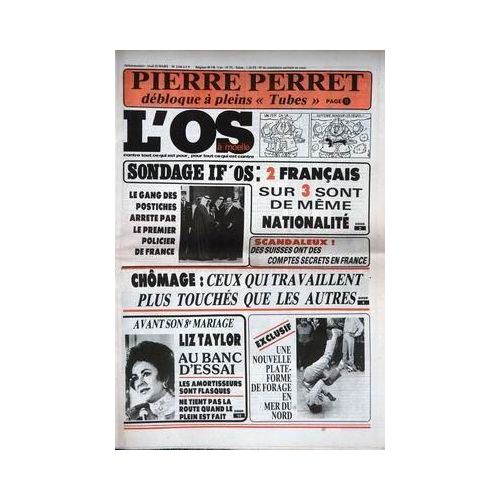 PIERRE PERRET
débloque à pleins « Tubes » PAGE
L'OS
à moelle
contre tout ce qui est pour, pour tout ce qui est contre
SONDAGE IF'OS:
2 FRANÇAIS
SUR 3 SONT
DE MÊME
NATIONALITÉ
LE GANG DES
POSTICHES
ARRETE PAR
LE PREMIER
POLICIER
DE FRANCE
SCANDALEUX !
DES SUISSES ONT DES
COMPTES SECRETS EN FRANCE
CHÔMAGE : CEUX QUI TRAVAILLENT
PLUS TOUCHÉS QUE LES AUTRES
AVANT SON 8e MARIAGE
LIZ TAYLOR
AU BANC
D'ESSAI
LES AMORTISSEURS
SONT FLASQUES
NE TIENT PAS LA
ROUTE QUAND LE
PLEIN EST FAIT
EXCLUSIF
UNE
NOUVELLE
PLATE-
FORME
DE FORAGE
EN
MER DU
NORD